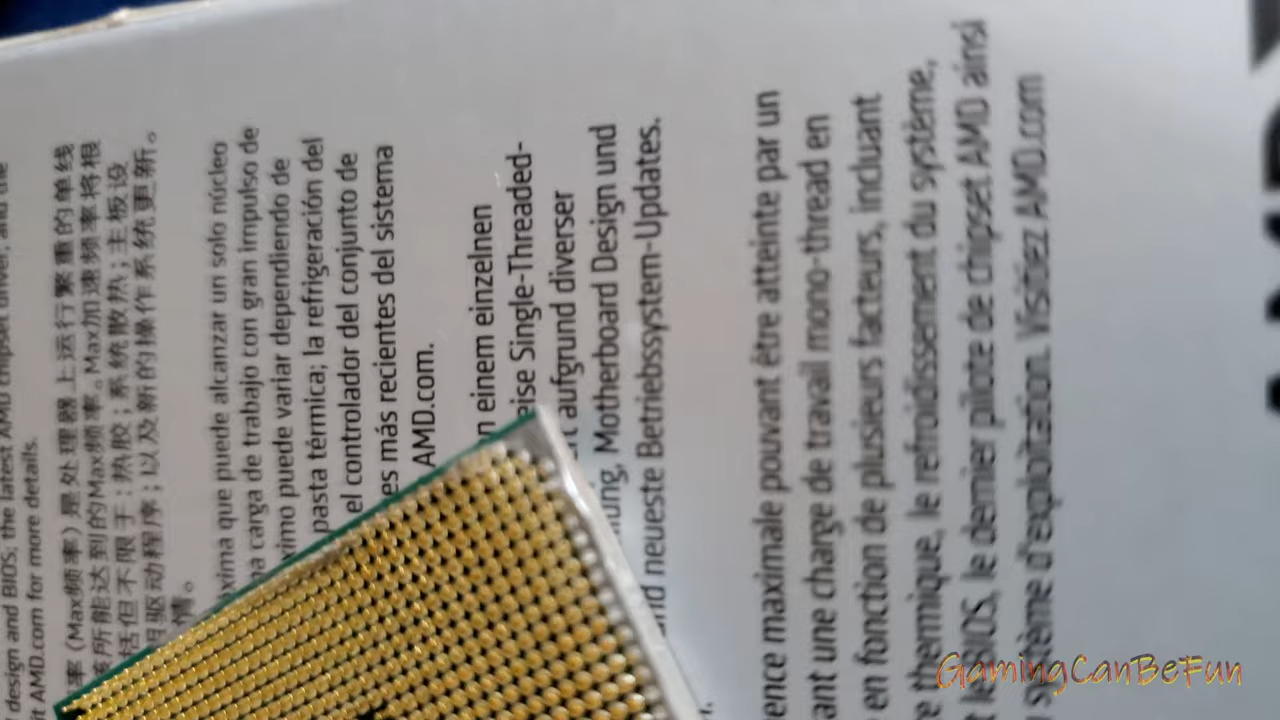 design and BIOS; the latest AMD chipset driver; and the
it AMD.com for more details.
率（Max频率）是处理器上运行繁重的单线
所能达到的Max频率。Max加速频率将根
括但不限于：热胶；系统散热；主板设
驱动程序；以及新的操作系统更新。
情。
xima que puede alcanzar un solo núcleo
na carga de trabajo con gran impulso de
ximo puede variar dependiendo de
pasta térmica; la refrigeración del
el controlador del conjunto de
es más recientes del sistema
AMD.com.
n einem einzelnen
eise Single-Threaded-
t aufgrund diverser
ung, Motherboard Design und
nd neueste Betriebssystem-Updates.
ence maximale pouvant être atteinte par un
ant une charge de travail mono-thread en
en fonction de plusieurs facteurs, incluant
e thermique, le refroidissement du système,
t le BIOS, le dernier pilote de chipset AMD ainsi
système d'exploitation. Visitez AMD.com
AMD
GamingCanBeFun